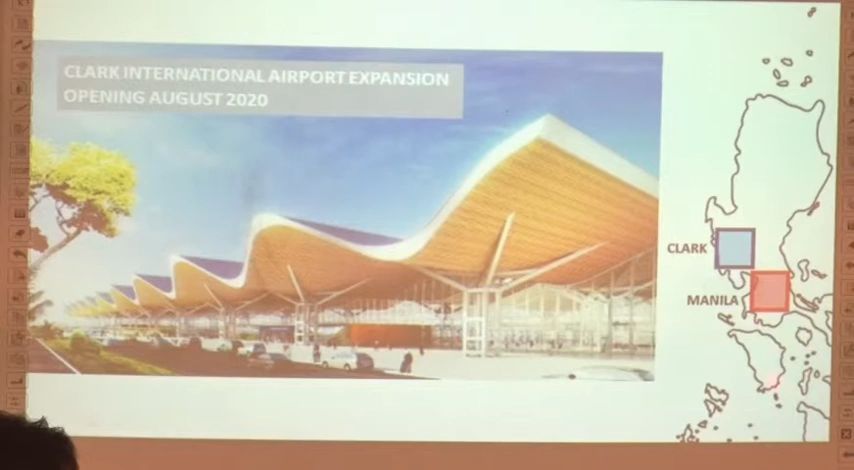 CLARK INTERNATIONAL AIRPORT EXPANSION
OPENING AUGUST 2020
CLARK
MANILA